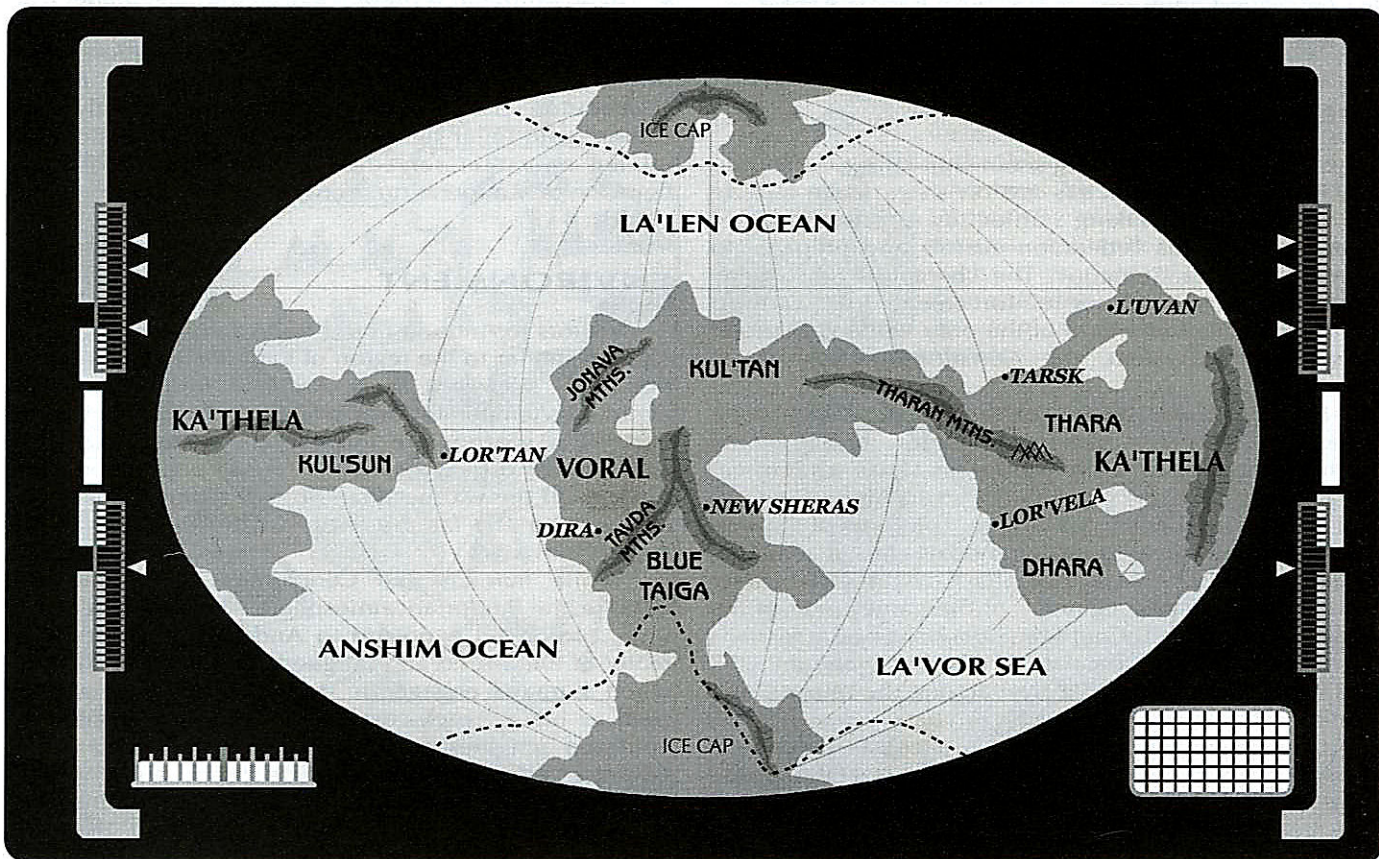 ICE CAP
LA'LEN OCEAN
L'UVAN
JONAVA
MTNS.
KUL'TAN
TARSK
THARAH MTNS.
KA'THELA
THARA
LOR'TAN
KUL'SUN
VORAL
KA'THELA
NEW SHERAS
LOR'VELA
DIRA
TAVDA
MTNS.
BLUE
TAIGA
DHARA
ANSHIM OCEAN
LA'VOR SEA
ICE CAP